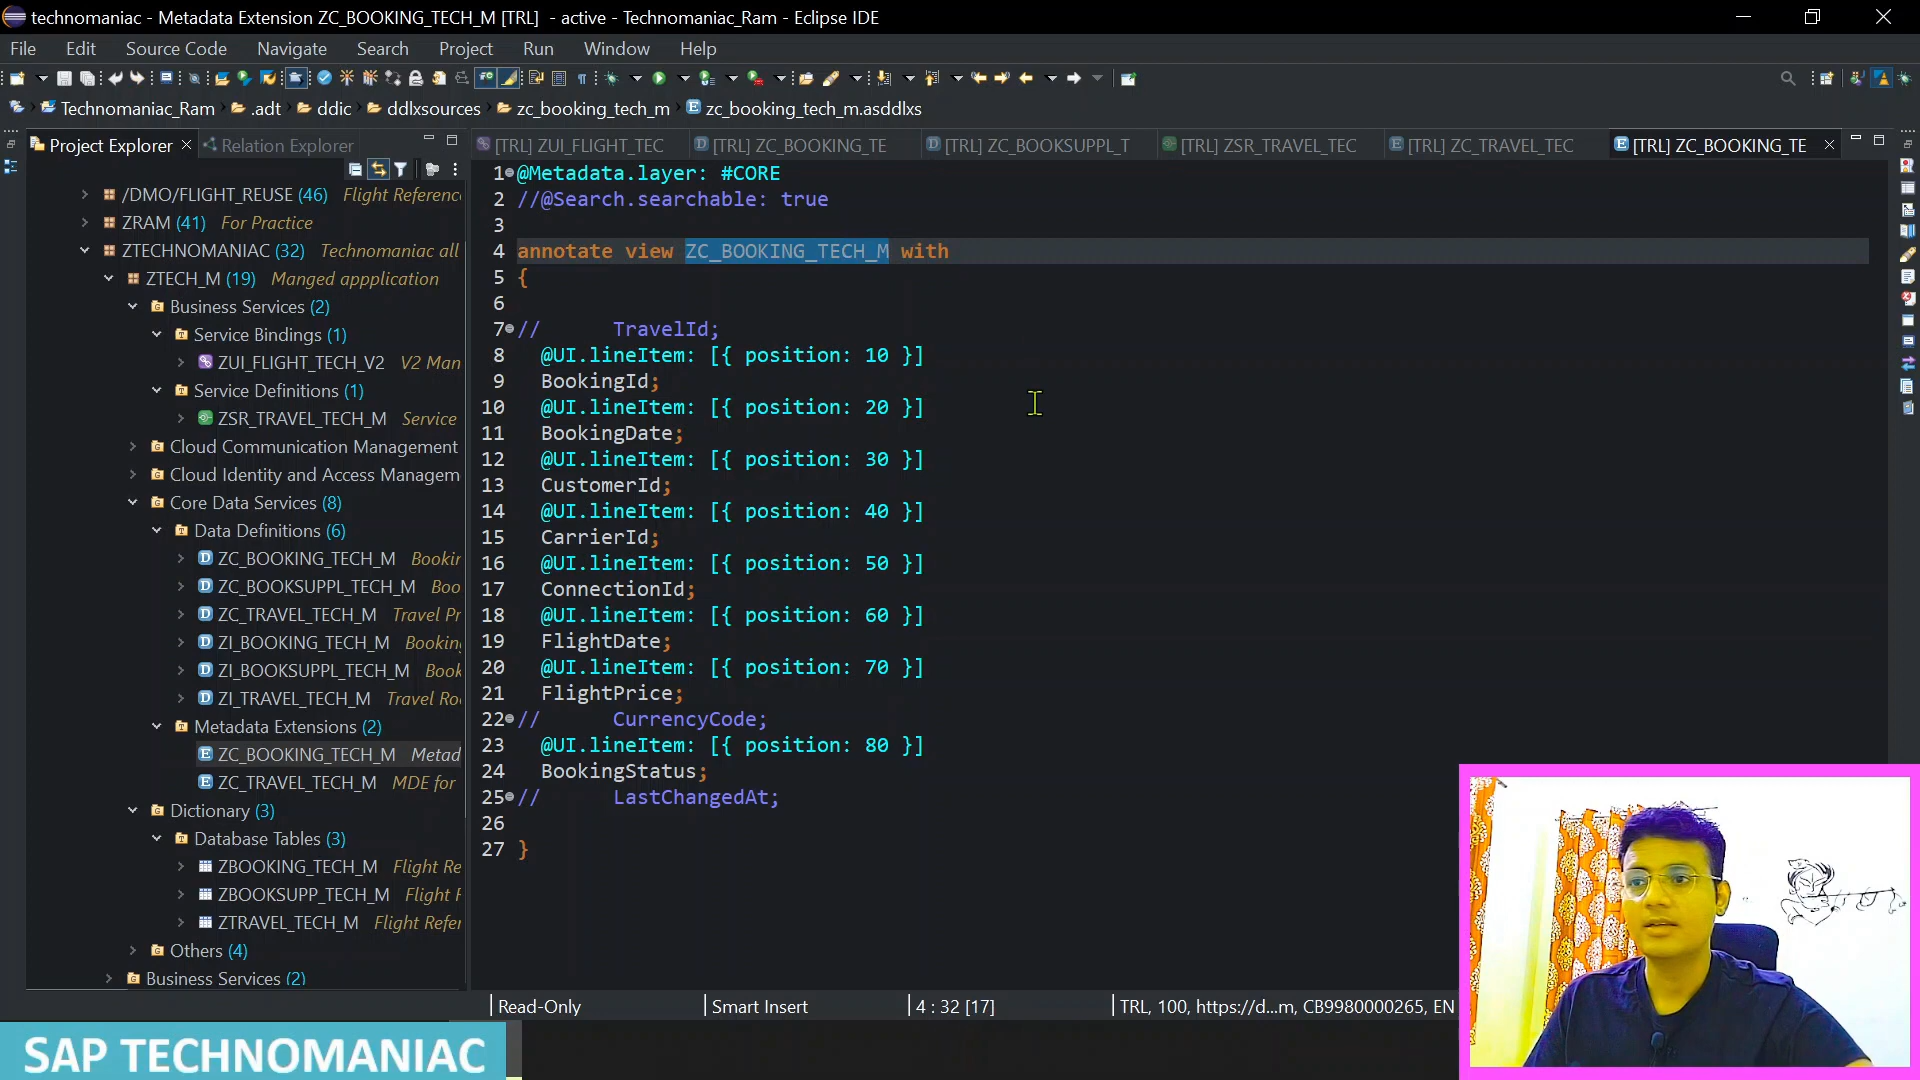 technomaniac - Metadata Extension ZC_BOOKING_TECH_M [TRL]  - active - Technomaniac_Ram - Eclipse IDE
File Edit Source Code Navigate Search Project Run Window Help
Technomaniac_Ram .adt ddic ddlxsources zc_booking_tech_m zc_booking_tech_m.asddlxs
Project Explorer Relation Explorer
[TRL] ZUI_FLIGHT_TEC [TRL] ZC_BOOKING_TE [TRL] ZC_BOOKSUPPL_T [TRL] ZSR_TRAVEL_TEC [TRL] ZC_TRAVEL_TEC [TRL] ZC_BOOKING_TE
/DMO/FLIGHT_REUSE (46) Flight Referenc
ZRAM (41) For Practice
ZTECHNOMANIAC (32) Technomaniac all
ZTECH_M (19) Manged appplication
Business Services (2)
Service Bindings (1)
ZUI_FLIGHT_TECH_V2 V2 Man
Service Definitions (1)
ZSR_TRAVEL_TECH_M Service
Cloud Communication Management
Cloud Identity and Access Managem
Core Data Services (8)
Data Definitions (6)
ZC_BOOKING_TECH_M Bookin
ZC_BOOKSUPPL_TECH_M Boo
ZC_TRAVEL_TECH_M Travel Pr
ZI_BOOKING_TECH_M Booking
ZI_BOOKSUPPL_TECH_M Book
ZI_TRAVEL_TECH_M Travel Ro
Metadata Extensions (2)
ZC_BOOKING_TECH_M Metad
ZC_TRAVEL_TECH_M MDE for
Dictionary (3)
Database Tables (3)
ZBOOKING_TECH_M Flight Re
ZBOOKSUPP_TECH_M Flight R
ZTRAVEL_TECH_M Flight Refer
Others (4)
Business Services (2)
1 @Metadata.layer: #CORE
2 //@Search.searchable: true
3
4 annotate view ZC_BOOKING_TECH_M with
5 {
6
7 // TravelId;
8 @UI.lineItem: [{ position: 10 }]
9 BookingId;
10 @UI.lineItem: [{ position: 20 }]
11 BookingDate;
12 @UI.lineItem: [{ position: 30 }]
13 CustomerId;
14 @UI.lineItem: [{ position: 40 }]
15 CarrierId;
16 @UI.lineItem: [{ position: 50 }]
17 ConnectionId;
18 @UI.lineItem: [{ position: 60 }]
19 FlightDate;
20 @UI.lineItem: [{ position: 70 }]
21 FlightPrice;
22 // CurrencyCode;
23 @UI.lineItem: [{ position: 80 }]
24 BookingStatus;
25 // LastChangedAt;
26
27 }
Read-Only Smart Insert 4 : 32 [17] TRL, 100, https://d...m, CB9980000265, EN
SAP TECHNOMANIAC